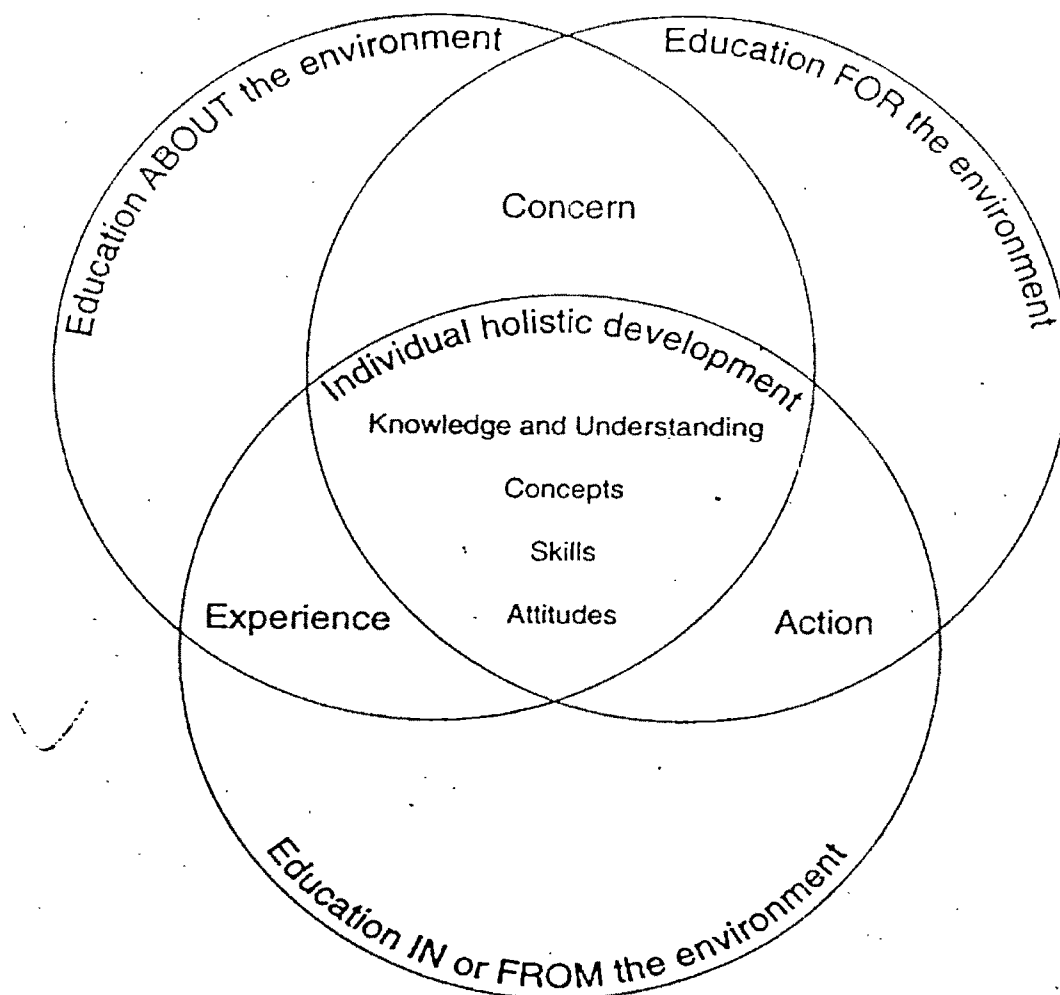 Education ABOUT the environment
Education FOR the environment
Concern
Individual holistic development
Knowledge and Understanding
Concepts
Skills
Attitudes
Experience
Action
Education IN or FROM the environment